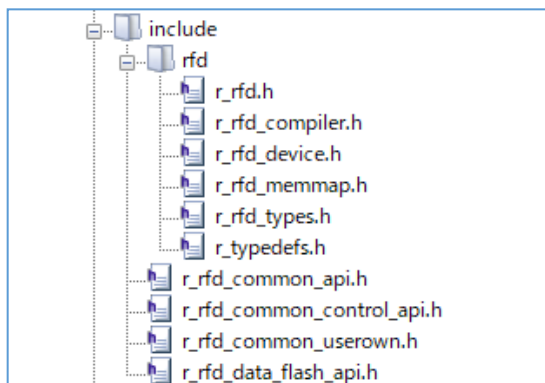 include
rfd
r_rfd.h
r_rfd_compiler.h
r_rfd_device.h
r_rfd_memmap.h
r_rfd_types.h
r_typedefs.h
r_rfd_common_api.h
r_rfd_common_control_api.h
r_rfd_common_userown.h
r_rfd_data_flash_api.h